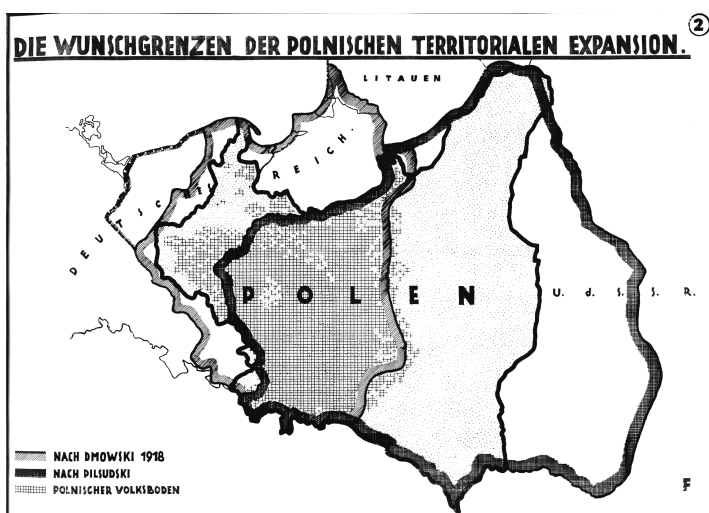 2
DIE WUNSCHGRENZEN DER POLNISCHEN TERRITORIALEN EXPANSION.
LITAUEN
DEUTSCHES REICH.
POLEN
U. d. S. S. R.
NACH DMOWSKI 1918
NACH PILSUDSKI
POLNISCHER VOLKSBODEN
F